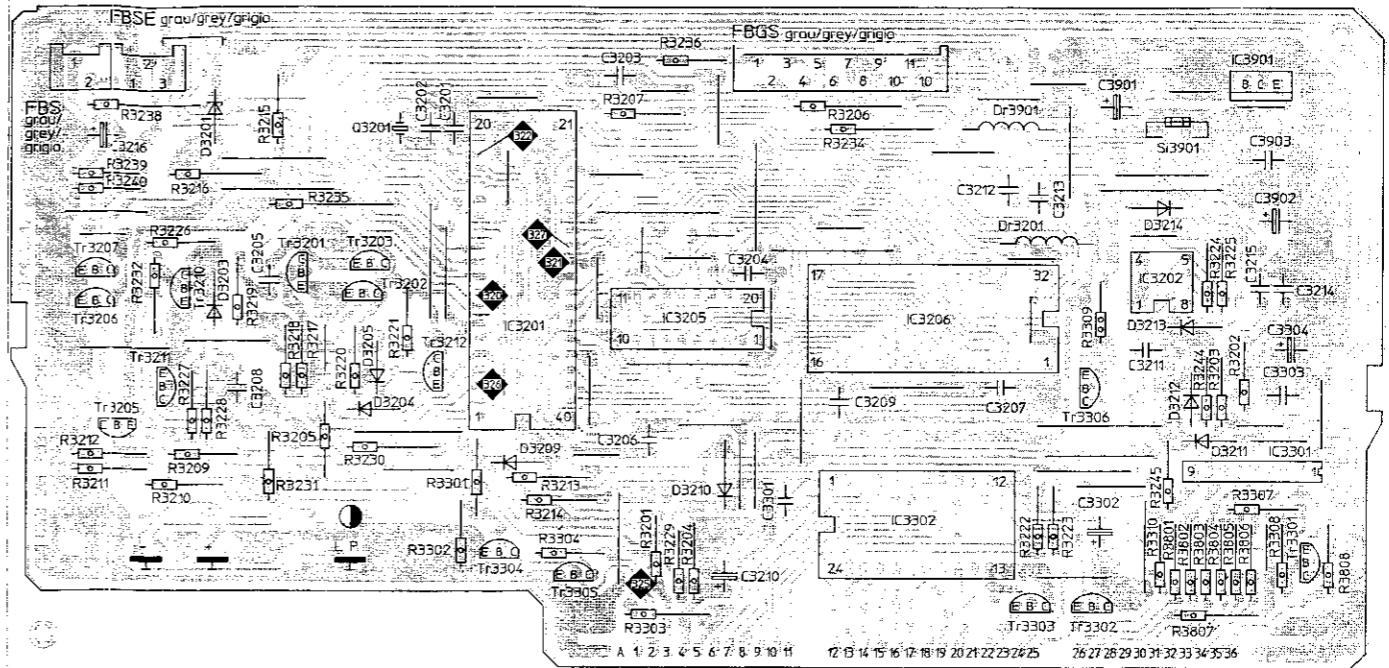 FBSE grau/grey/grigio
FBGS grau/grey/grigio
R3236
C3203
1 2 1 2 3
1 3 5 7 9 11
2 4 6 8 10 10
IC3901
B C E
C3901
FBS
grau/
grey/
grigio
R3238
D3201
R3215
C3202
C3201
Q3201
20 21
322
R3207
R3206
R3234
Dr3901
Si3901
C3903
3216
R3239
R3240
R3216
R3235
C3212
C3213
C3902
D3214
R3226
Tr3207
E B C
C3205
Tr3201
E B C
Tr3203
E B C
327
321
Dr3201
R3224
R3225
C3215
R3232
Tr3210
E B C
D3203
R3219
Tr3202
E B C
C3204
17 32
4 5
IC3202
1 8
C3214
Tr3206
E B C
320
IC3201
11 20
IC3205
10 1
IC3206
R3309
D3213
C3304
Tr3211
E B C
R3218
R3217
R3220
D3205
R3221
Tr3212
E B C
16 1
C3211
R3244
R3203
R3202
R3227
R3228
C3208
D3204
326
C3209
C3207
Tr3306
E B C
D3212
C3303
Tr3205
E B E
1 40
R3212
R3211
R3209
R3205
R3230
D3209
C3206
D3211
IC3301
9
R3210
R3231
R3301
R3213
R3214
D3210
C3301
1 12
IC3302
R3222
R3223
C3302
R3245
R3307
- + P
R3302
Tr3304
E B C
R3304
R3201
R3229
R3204
R3310
R3801
R3802
R3803
R3804
R3805
R3806
R3308
Tr3301
E B C
R3808
Tr3305
E B C
325
C3210
24 13
R3303
E B C
Tr3303
E B C
Tr3302
R3807
A 1 2 3 4 5 6 7 8 9 10 11 12 13 14 15 16 17 18 19 20 21 22 23 24 25 26 27 28 29 30 31 32 33 34 35 36